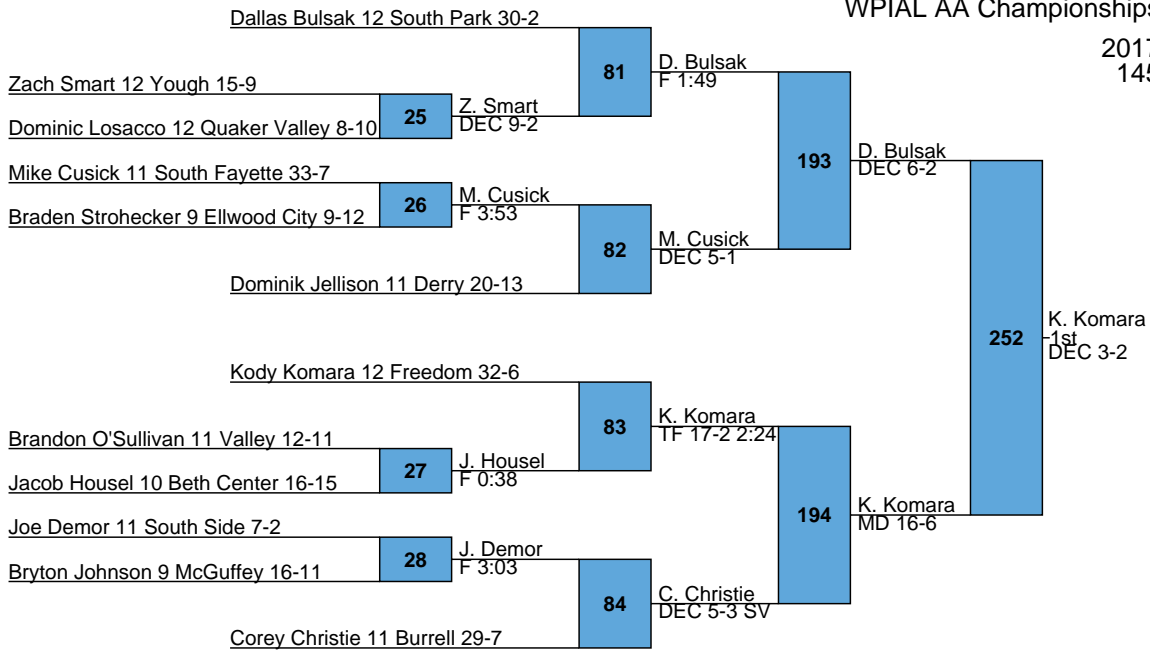 WPIAL AA Championships
2017
145
Dallas Bulsak 12 South Park 30-2
81
D. Bulsak
F 1:49
Zach Smart 12 Yough 15-9
25
Z. Smart
DEC 9-2
Dominic Losacco 12 Quaker Valley 8-10
193
D. Bulsak
DEC 6-2
Mike Cusick 11 South Fayette 33-7
26
M. Cusick
F 3:53
Braden Strohecker 9 Ellwood City 9-12
82
M. Cusick
DEC 5-1
Dominik Jellison 11 Derry 20-13
252
K. Komara
1st
DEC 3-2
Kody Komara 12 Freedom 32-6
83
K. Komara
TF 17-2 2:24
Brandon O'Sullivan 11 Valley 12-11
27
J. Housel
F 0:38
Jacob Housel 10 Beth Center 16-15
194
K. Komara
MD 16-6
Joe Demor 11 South Side 7-2
28
J. Demor
F 3:03
Bryton Johnson 9 McGuffey 16-11
84
C. Christie
DEC 5-3 SV
Corey Christie 11 Burrell 29-7